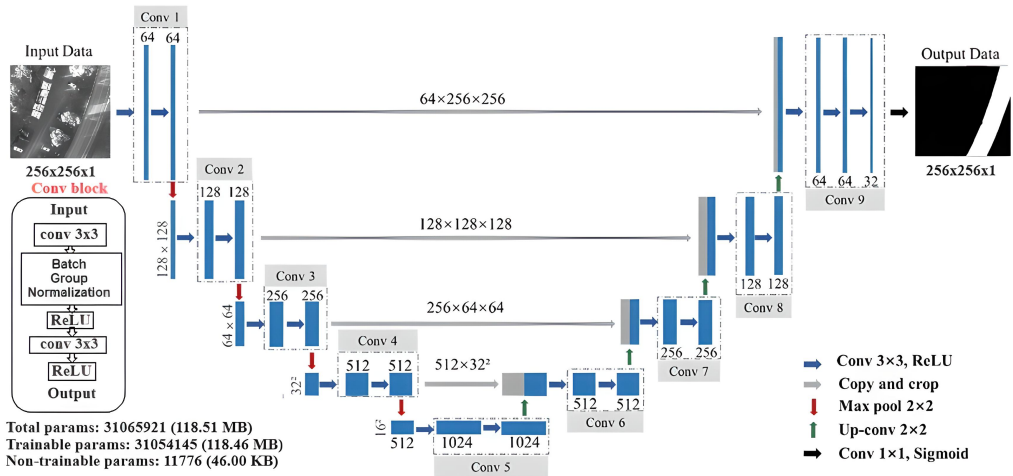 Conv 1
64 64
Input Data
256x256x1
64×256×256
Output Data
256x256x1
64 64 32
Conv 9
Conv block
Input
conv 3x3
Batch
Group
Normalization
ReLU
conv 3x3
ReLU
Output
128 × 128
Conv 2
128 128
128×128×128
128 128
Conv 8
64 × 64
Conv 3
256 256
256×64×64
256 256
Conv 7
32²
Conv 4
512 512
512×32²
512 512
Conv 6
16²
512
1024 1024
Conv 5
Conv 3×3, ReLU
Copy and crop
Max pool 2×2
Up-conv 2×2
Conv 1×1, Sigmoid
Total params: 31065921 (118.51 MB)
Trainable params: 31054145 (118.46 MB)
Non-trainable params: 11776 (46.00 KB)